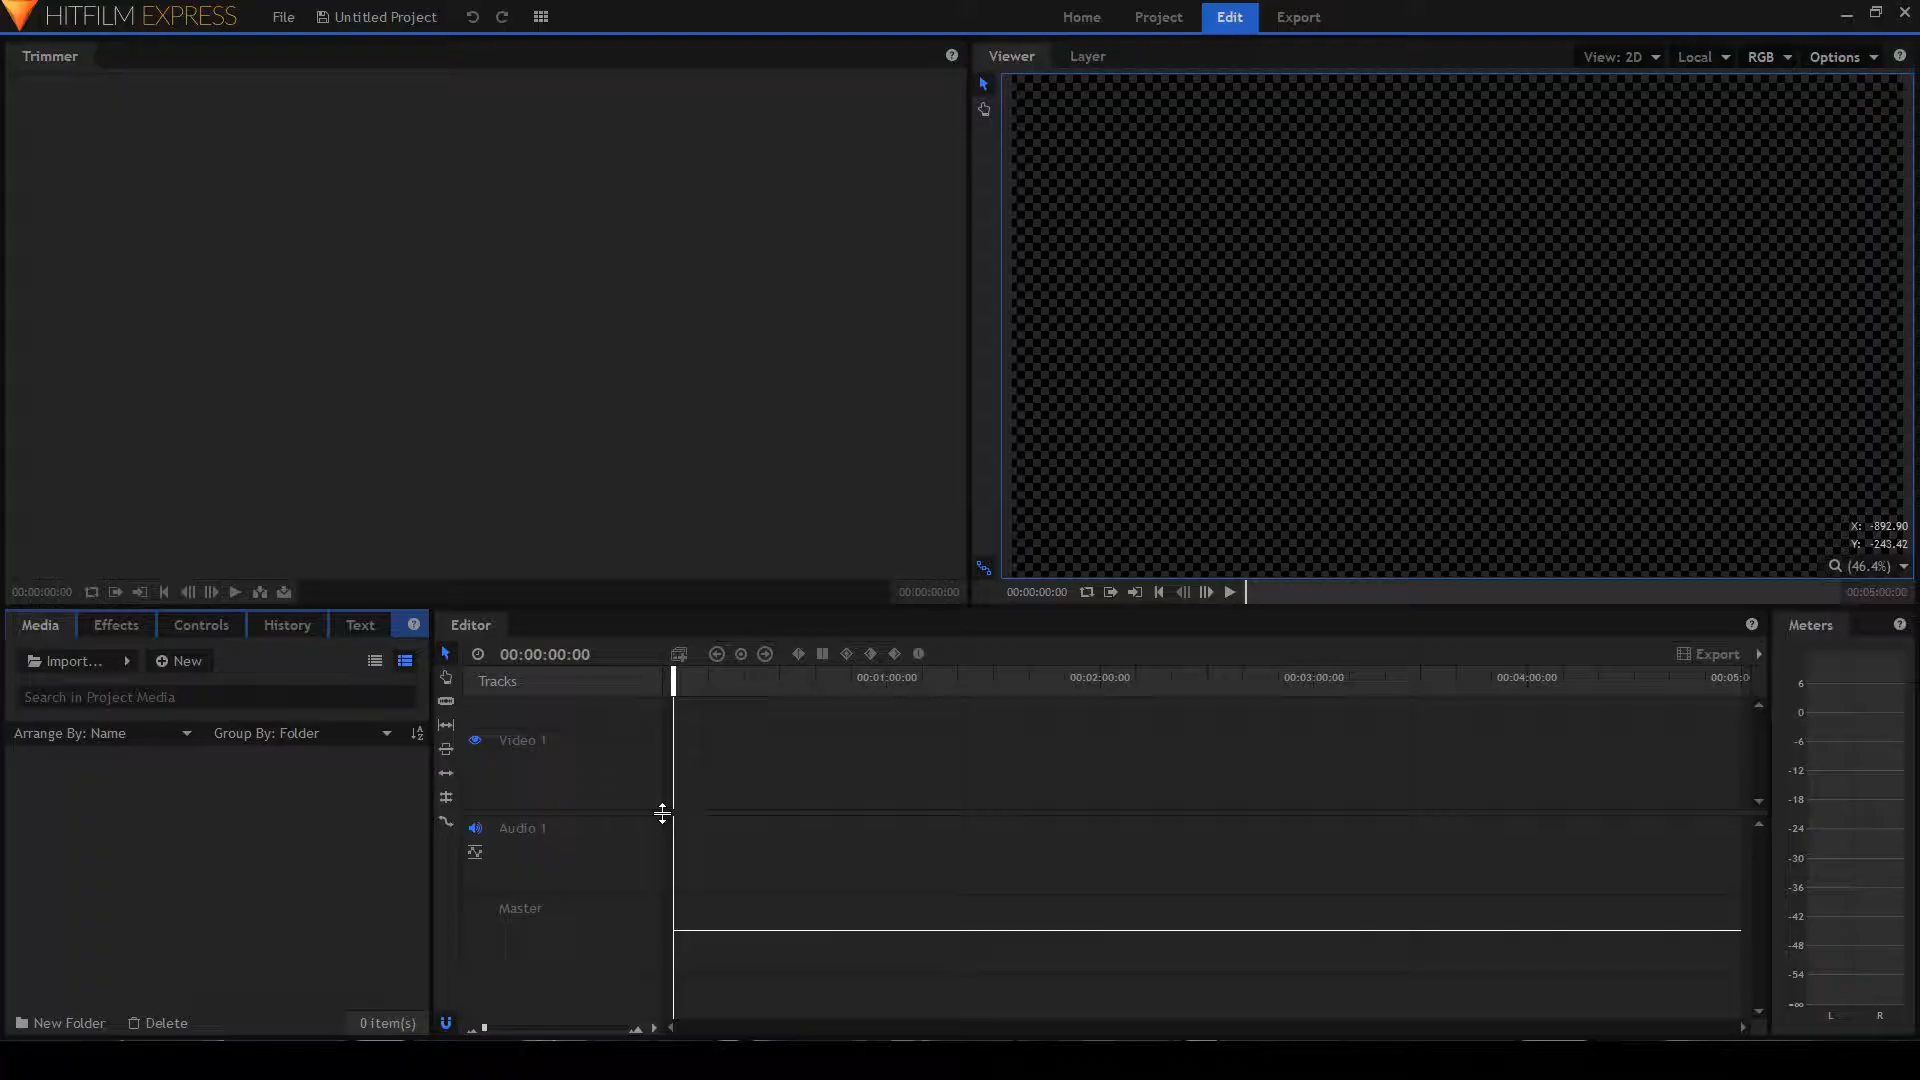 HITFILM EXPRESS File Untitled Project Home Project Edit Export
Trimmer
Viewer Layer View: 2D Local RGB Options
X: -892.90
Y: -243.42
(46.4%)
00:00:00:00 00:00:00:00
00:00:00:00 00:05:00:00
Media Effects Controls History Text
Import... New
Search in Project Media
Arrange By: Name Group By: Folder
New Folder Delete 0 item(s)
Editor
00:00:00:00 Export
Tracks 00:01:00:00 00:02:00:00 00:03:00:00 00:04:00:00 00:05:0
Video 1
Audio 1
Master
Meters
6
0
-6
-12
-18
-24
-30
-36
-42
-48
-54
-∞
L R